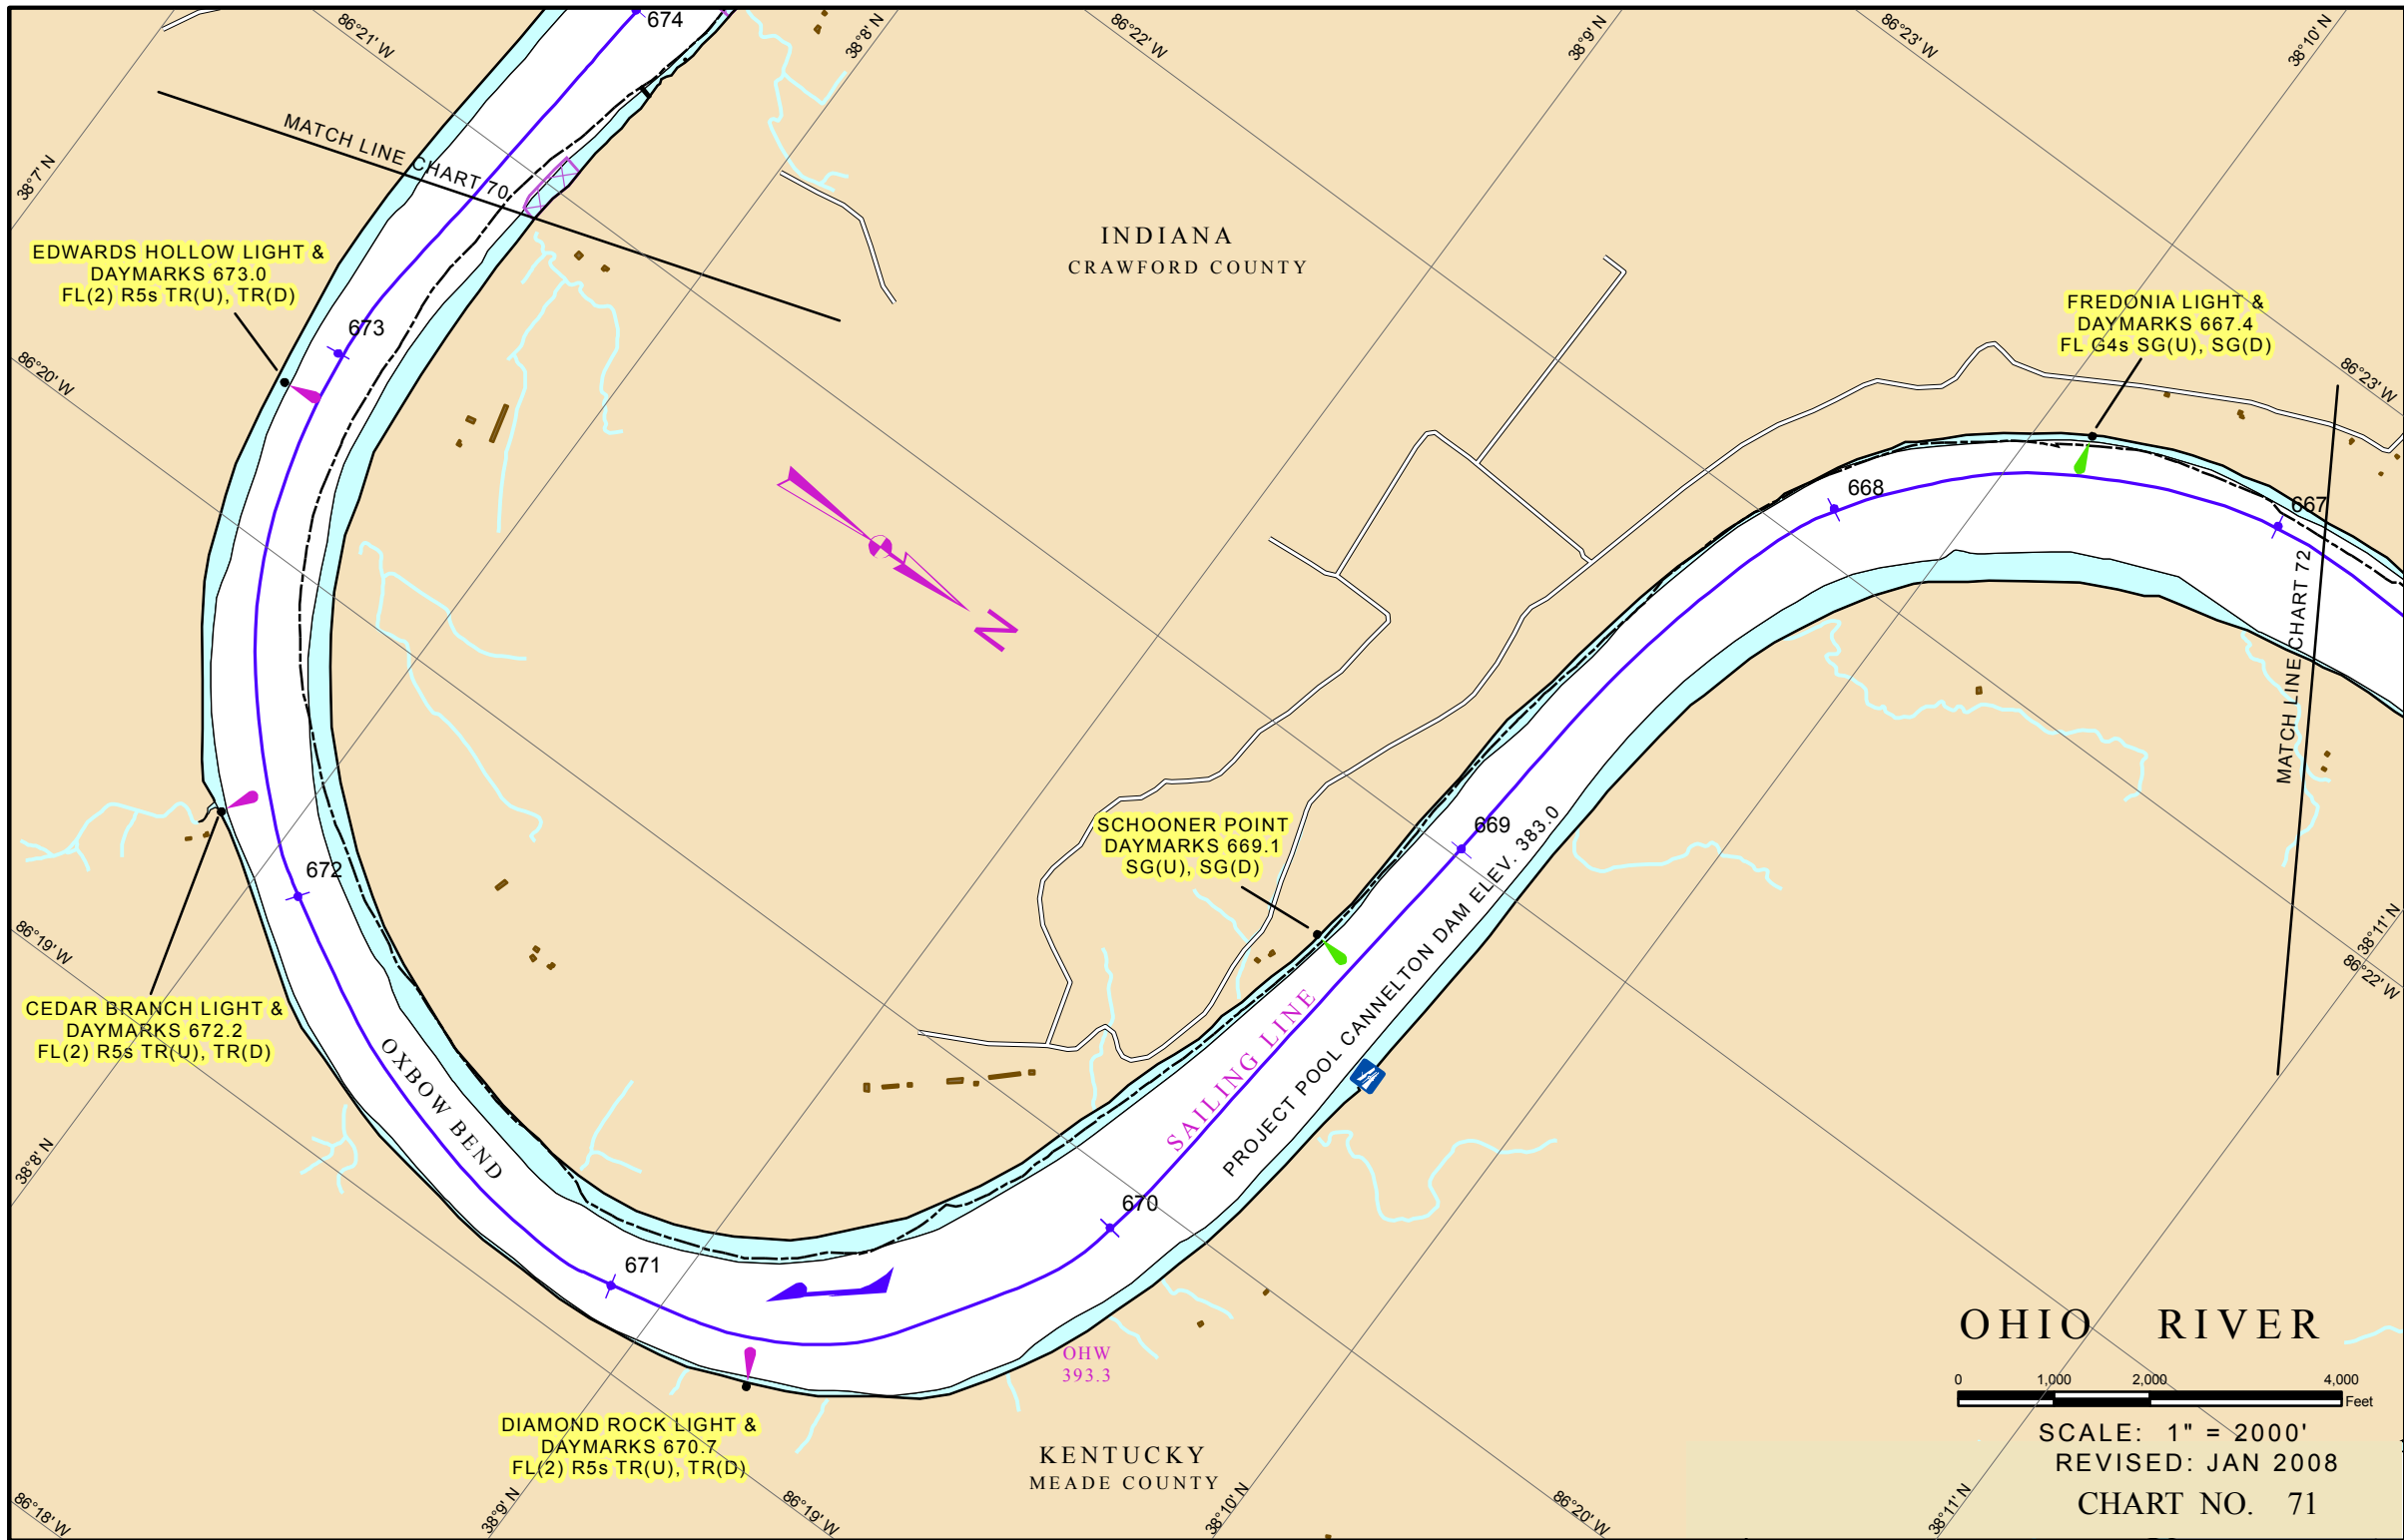 674
86°21' W
38°8' N
86°22' W
38°9' N
86°23' W
38°10' N
MATCH LINE CHART 70
38°7' N
INDIANA
CRAWFORD COUNTY
EDWARDS HOLLOW LIGHT &
DAYMARKS 673.0
FL(2) R5s TR(U), TR(D)
673
FREDONIA LIGHT &
DAYMARKS 667.4
FL G4s SG(U), SG(D)
86°20' W
86°23' W
668
667
N
MATCH LINE CHART 72
SCHOONER POINT
DAYMARKS 669.1
SG(U), SG(D)
669
672
PROJECT POOL CANNELTON DAM ELEV. 383.0
86°19' W
38°11' N
86°22' W
CEDAR BRANCH LIGHT &
DAYMARKS 672.2
FL(2) R5s TR(U), TR(D)
SAILING LINE
OXBOW BEND
38°8' N
670
671
OHW
393.3
OHIO RIVER
0 1,000 2,000 4,000
Feet
DIAMOND ROCK LIGHT &
DAYMARKS 670.7
FL(2) R5s TR(U), TR(D)
KENTUCKY
MEADE COUNTY
SCALE: 1" = 2000'
REVISED: JAN 2008
CHART NO. 71
86°18' W
38°9' N
86°19' W
38°10' N
86°20' W
38°11' N